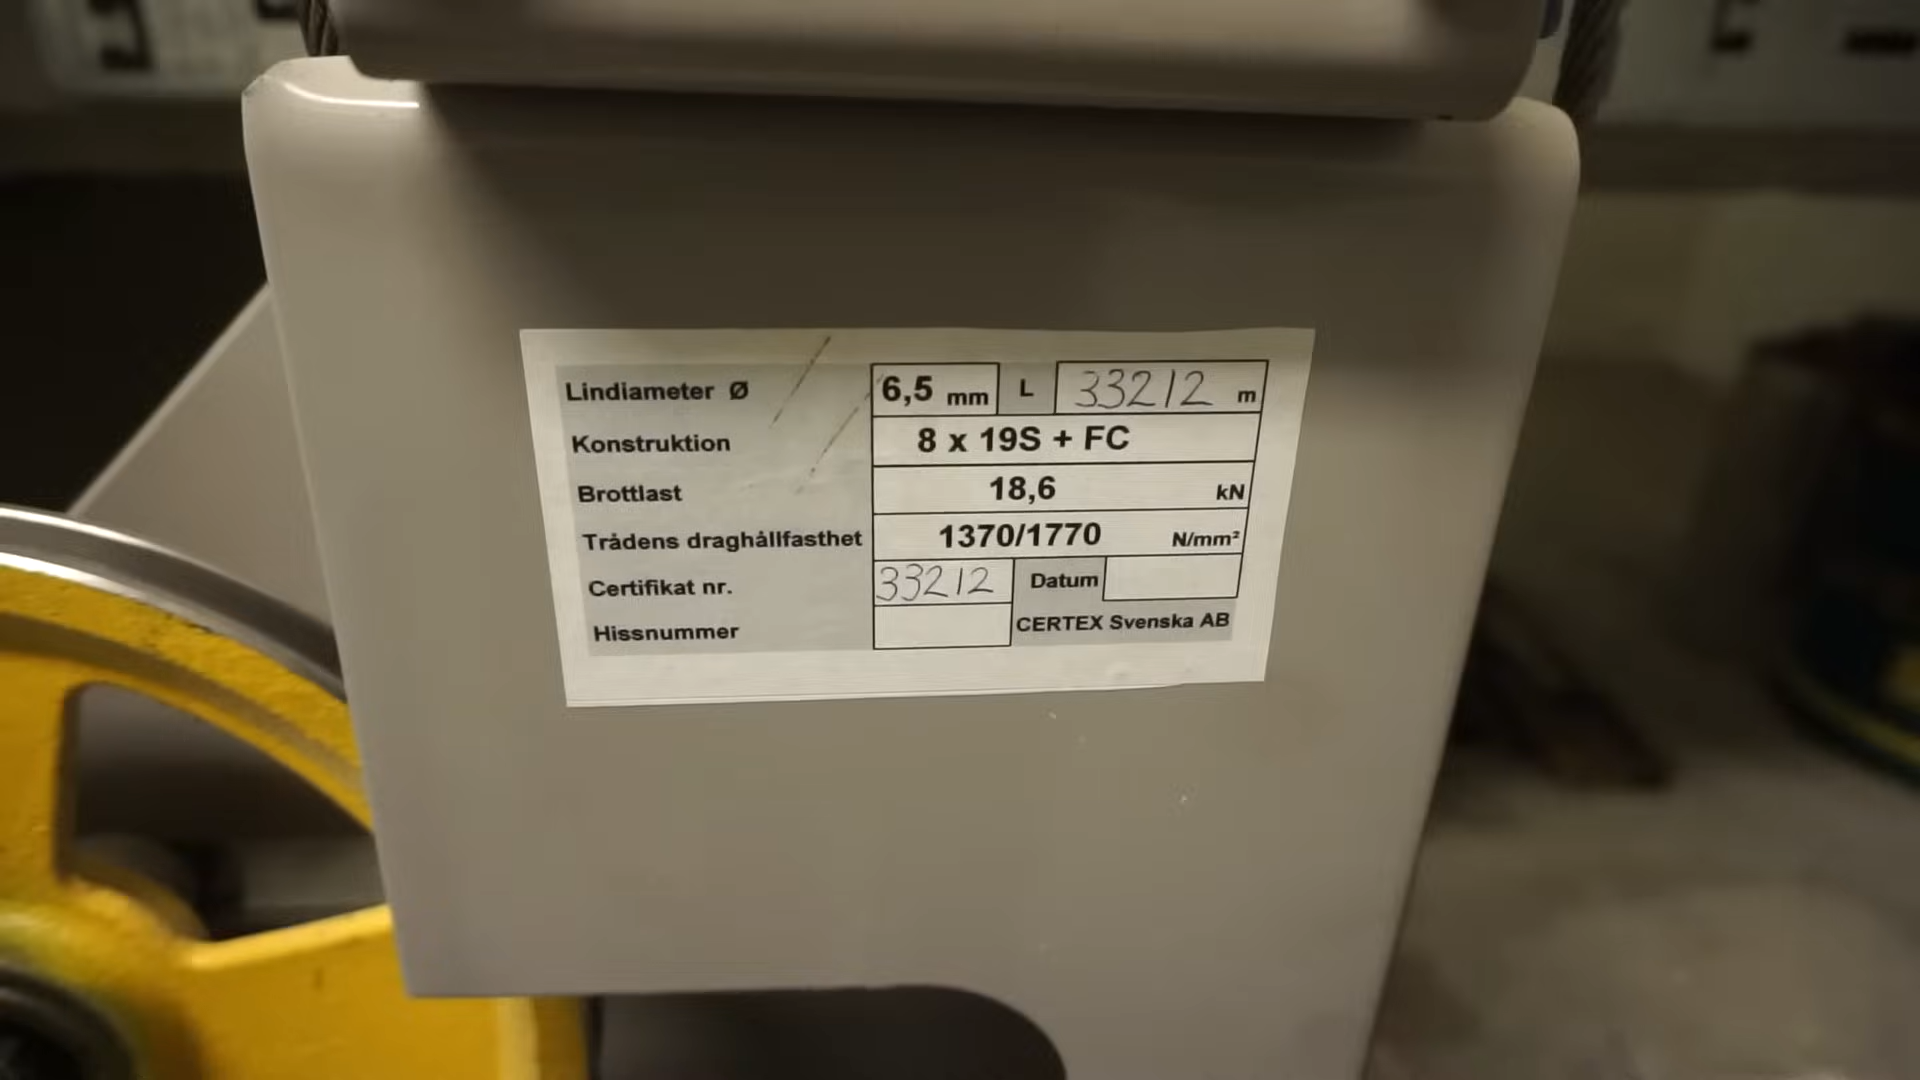 Lindiameter Ø 6,5 mm L 33212 m
Konstruktion 8 x 19S + FC
Brottlast 18,6 kN
Trådens draghållfasthet 1370/1770 N/mm²
Certifikat nr. 33212 Datum
Hissnummer CERTEX Svenska AB